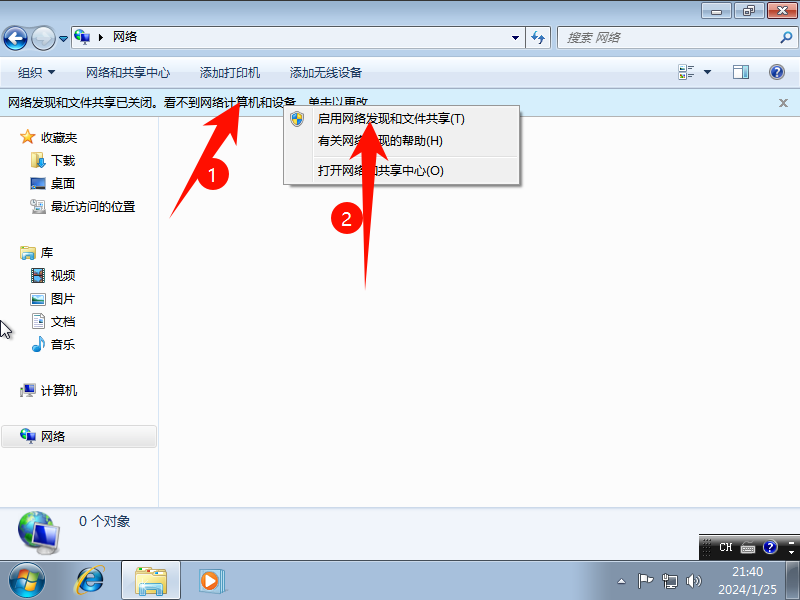 网络
搜索 网络
组织
网络和共享中心
添加打印机
添加无线设备
网络发现和文件共享已关闭。看不到网络计算机和设备。单击以更改...
启用网络发现和文件共享(T)
有关网络发现的帮助(H)
打开网络和共享中心(O)
1
2
收藏夹
下载
桌面
最近访问的位置
库
视频
图片
文档
音乐
计算机
网络
0 个对象
CH
21:40
2024/1/25